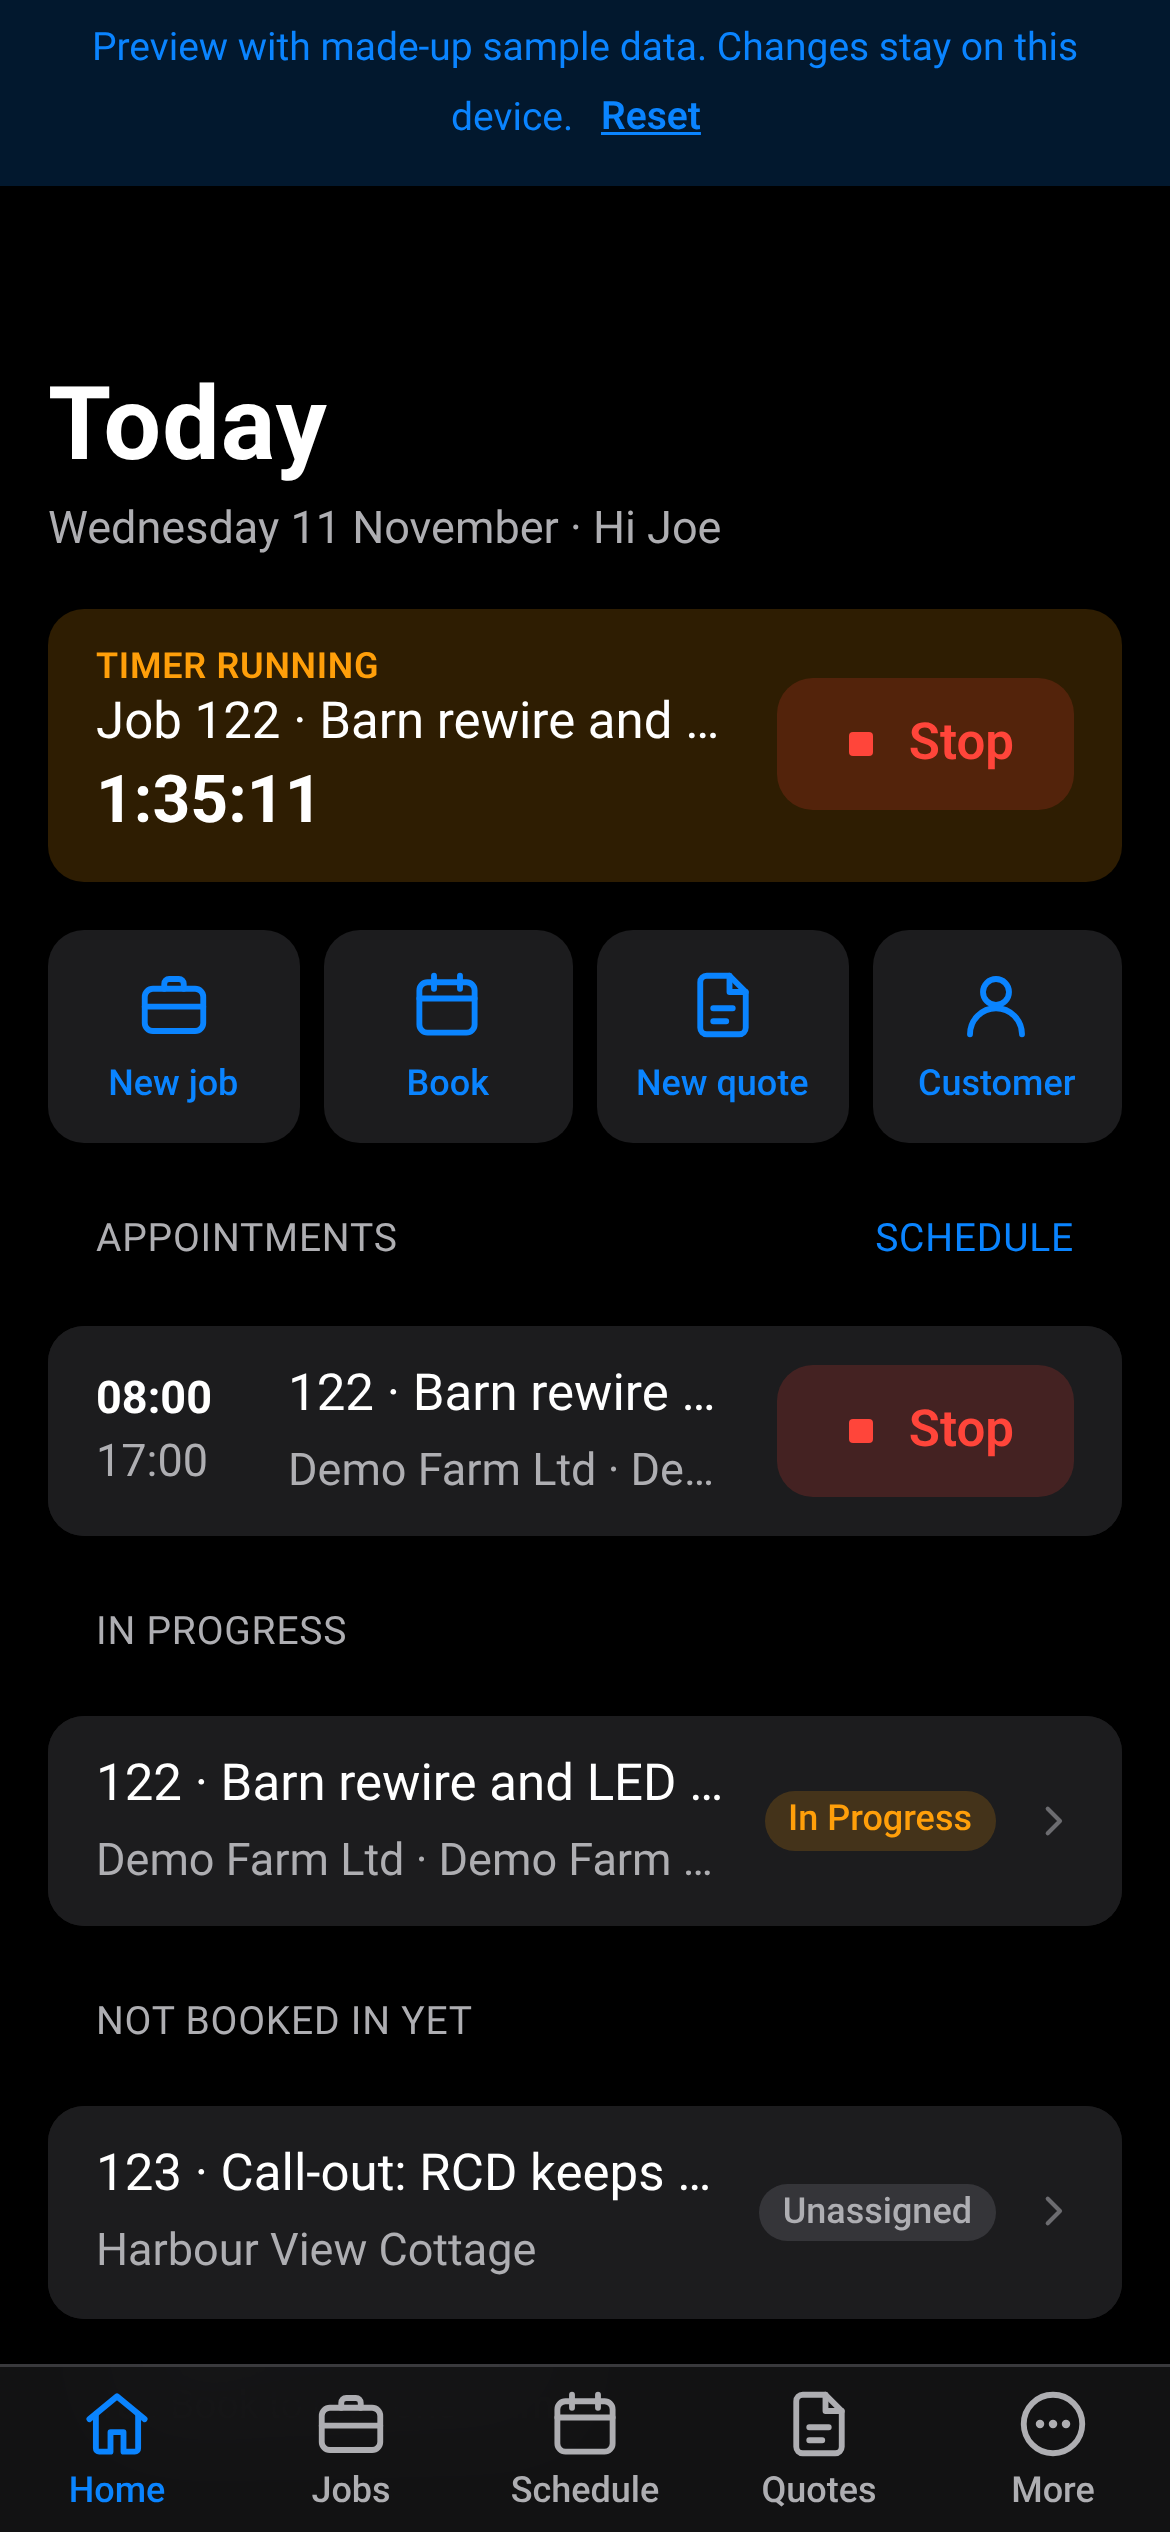 Preview with made-up sample data. Changes stay on this
device. Reset
Today
Wednesday 11 November · Hi Joe
TIMER RUNNING
Job 122 · Barn rewire and ...
1:35:11
Stop
New job
Book
New quote
Customer
APPOINTMENTS
SCHEDULE
08:00
17:00
122 · Barn rewire ...
Demo Farm Ltd · De...
Stop
IN PROGRESS
122 · Barn rewire and LED ...
Demo Farm Ltd · Demo Farm ...
In Progress
NOT BOOKED IN YET
123 · Call-out: RCD keeps ...
Harbour View Cottage
Unassigned
Home
Jobs
Schedule
Quotes
More